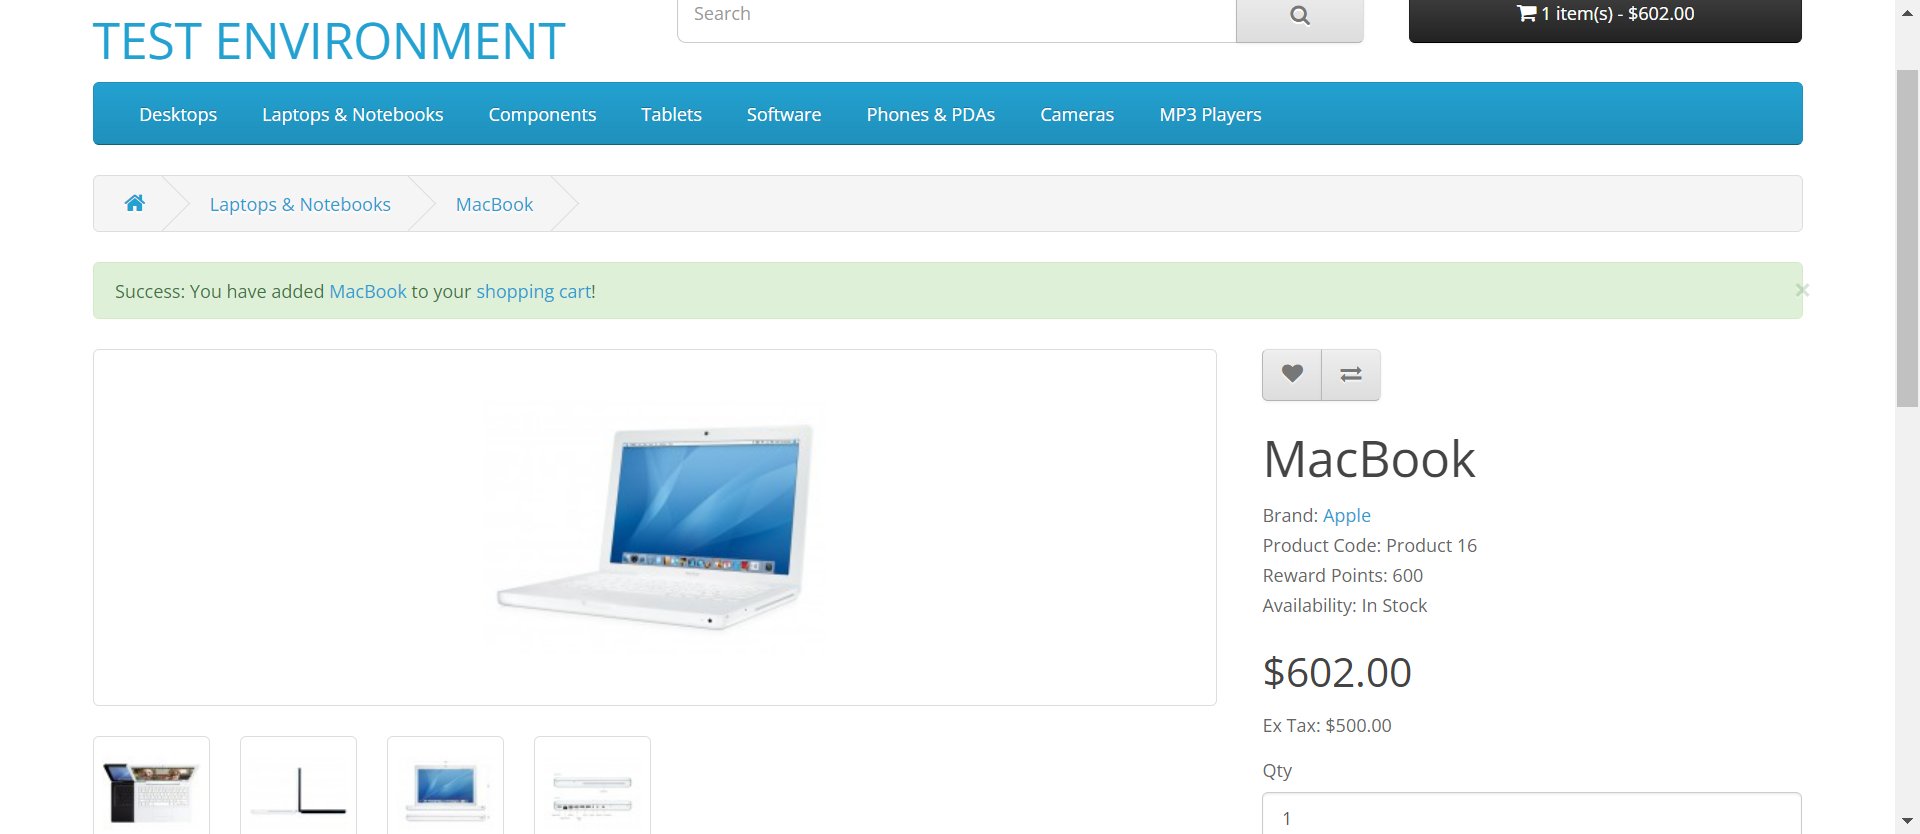 TEST ENVIRONMENT
Search
1 item(s) - $602.00
Desktops
Laptops & Notebooks
Components
Tablets
Software
Phones & PDAs
Cameras
MP3 Players
Laptops & Notebooks
MacBook
Success: You have added MacBook to your shopping cart!
×
MacBook
Brand: Apple
Product Code: Product 16
Reward Points: 600
Availability: In Stock
$602.00
Ex Tax: $500.00
Qty
1